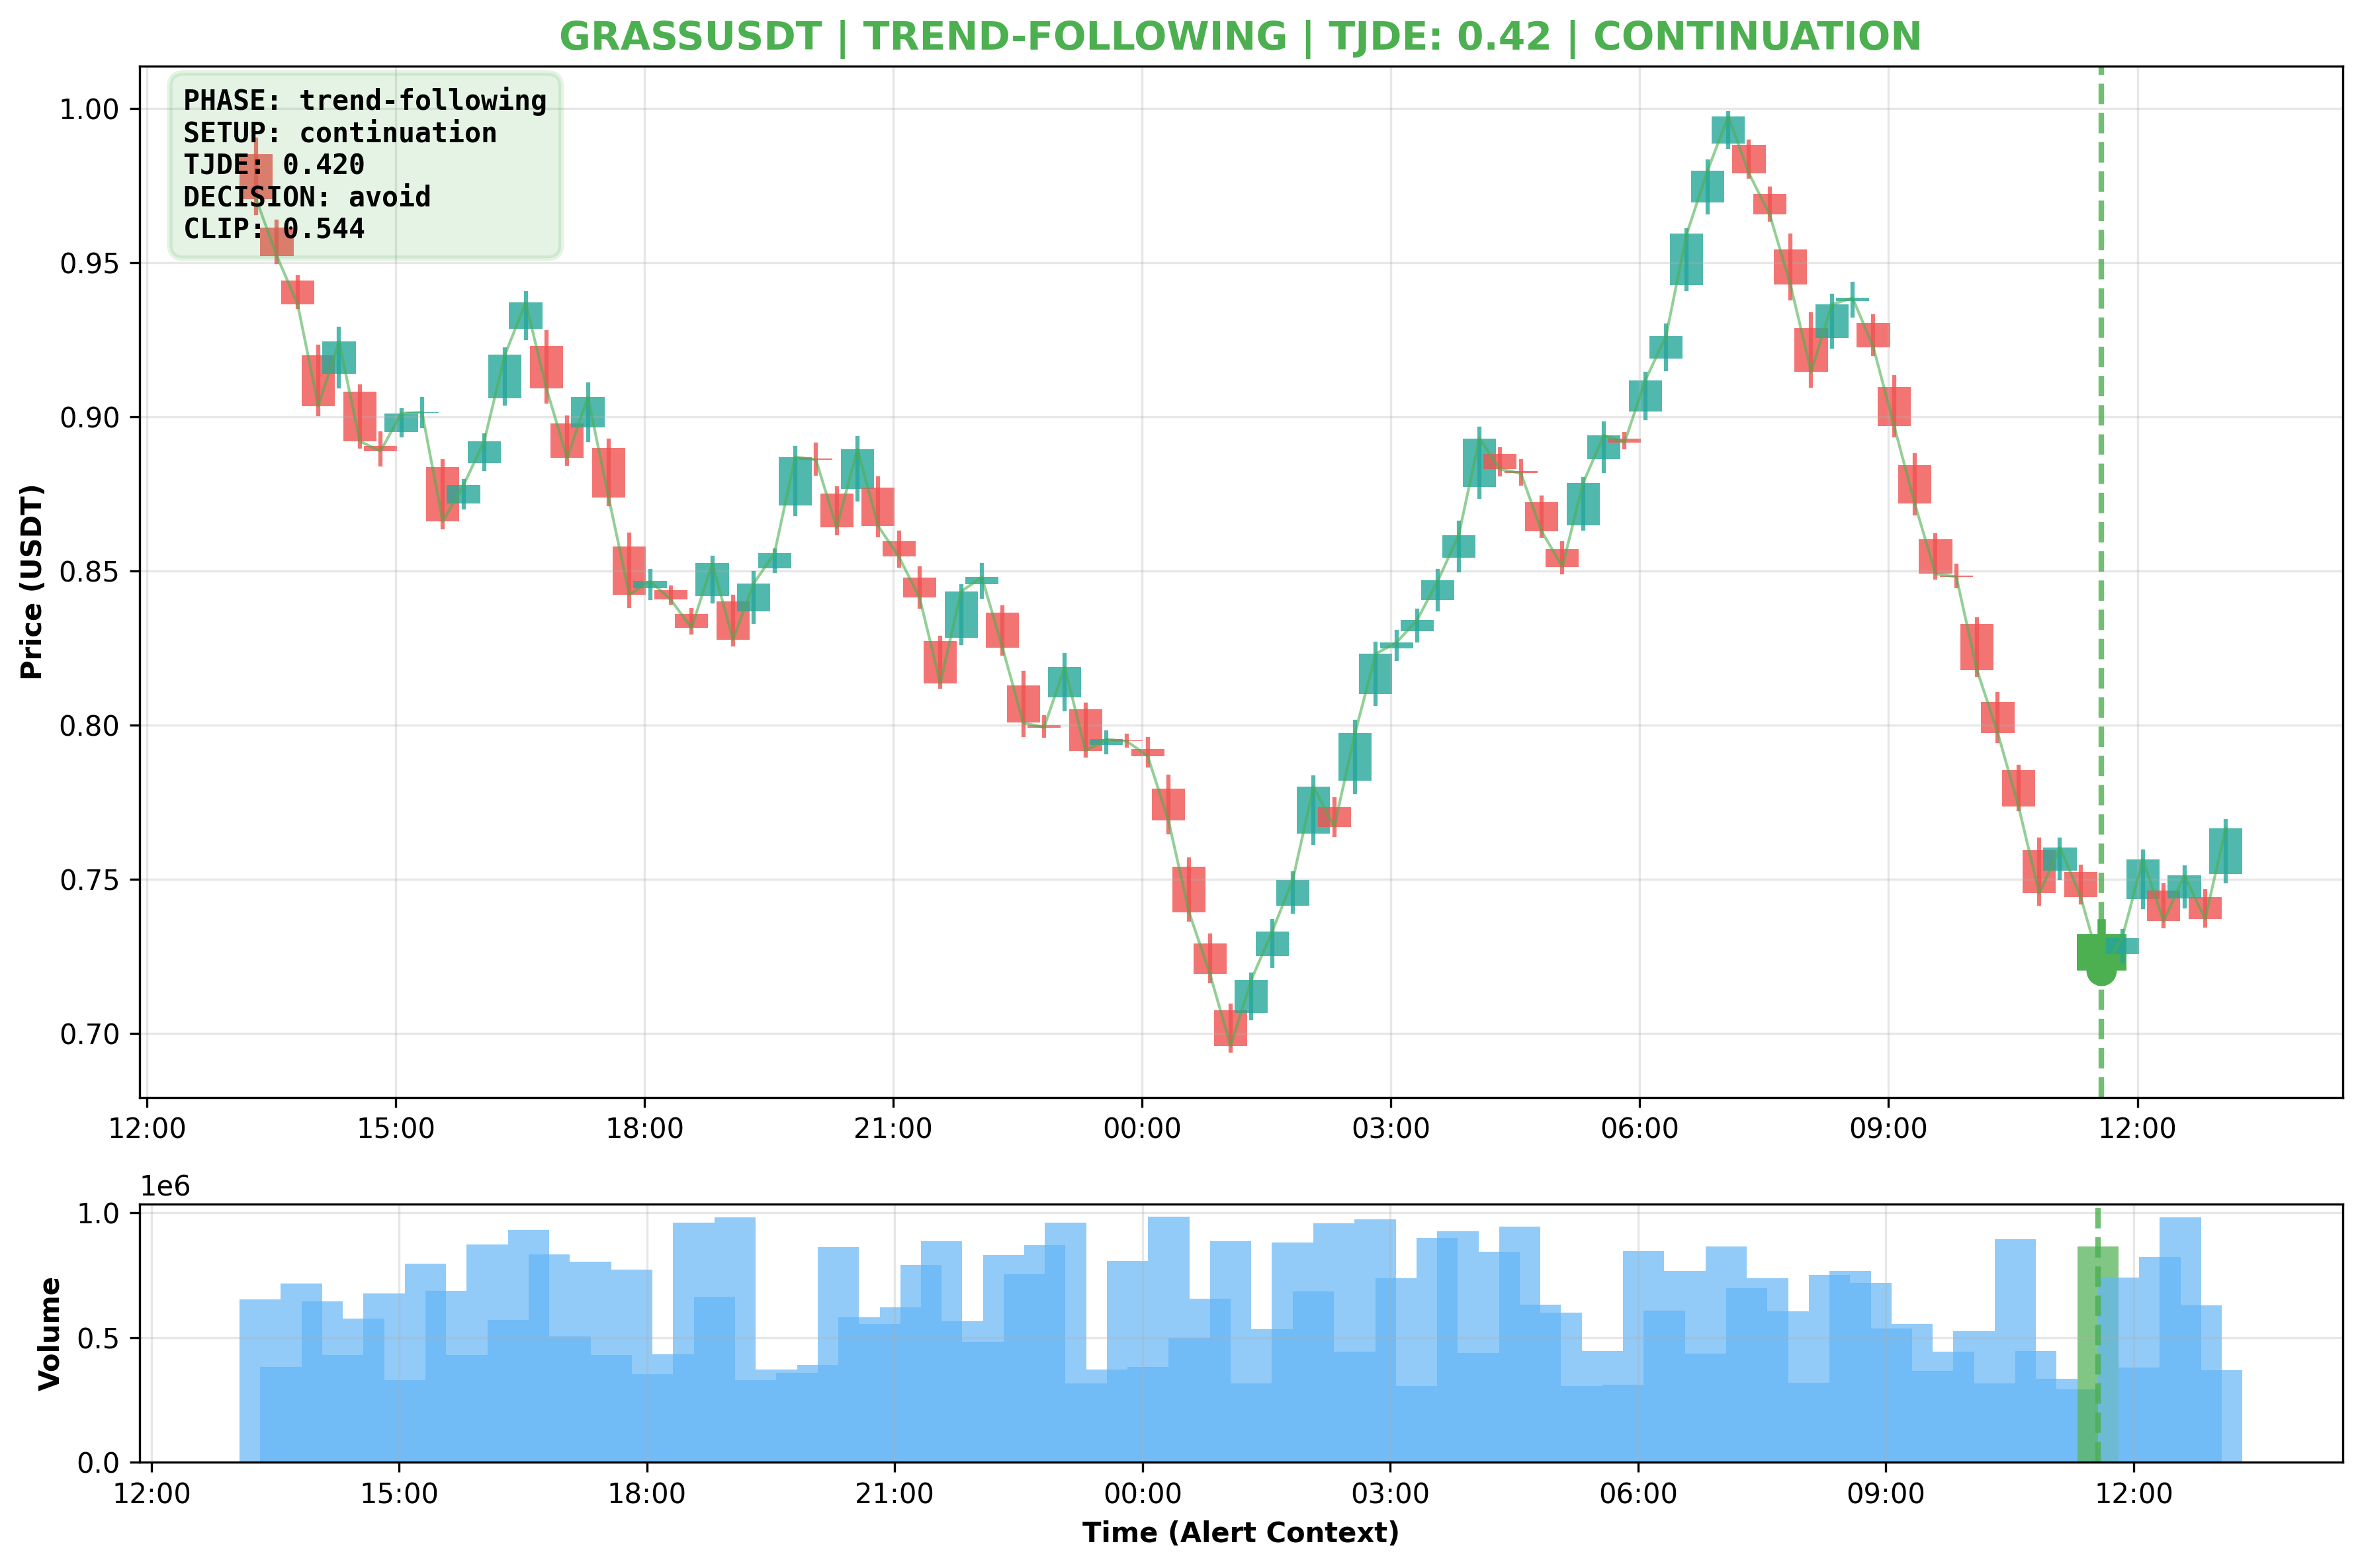 GRASSUSDT | TREND-FOLLOWING | TJDE: 0.42 | CONTINUATION
PHASE: trend-following
SETUP: continuation
TJDE: 0.420
DECISION: avoid
CLIP: 0.544
Price (USDT)
1.00
0.95
0.90
0.85
0.80
0.75
0.70
12:00 15:00 18:00 21:00 00:00 03:00 06:00 09:00 12:00
1e6
Volume
1.0
0.5
0.0
12:00 15:00 18:00 21:00 00:00 03:00 06:00 09:00 12:00
Time (Alert Context)